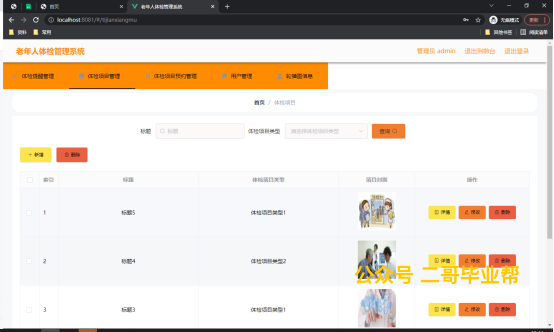 首页
老年人体检管理系统
localhost:8081/#/tijianxiangmu
无痕模式
更新
资料
常用
其他书签
阅读清单
老年人体检管理系统
管理员 admin
退出到前台
退出登录
体检提醒管理
体检项目管理
体检项目预约管理
用户管理
轮播图信息
首页 / 体检项目
标题
标题
体检项目类型
请选择体检项目类型
查询
+ 新增
删除
索引
标题
体检项目类型
项目封面
操作
1
标题5
体检项目类型1
详情
修改
删除
2
标题4
体检项目类型2
详情
修改
删除
公众号 二哥毕业帮
3
标题3
体检项目类型1
详情
修改
删除